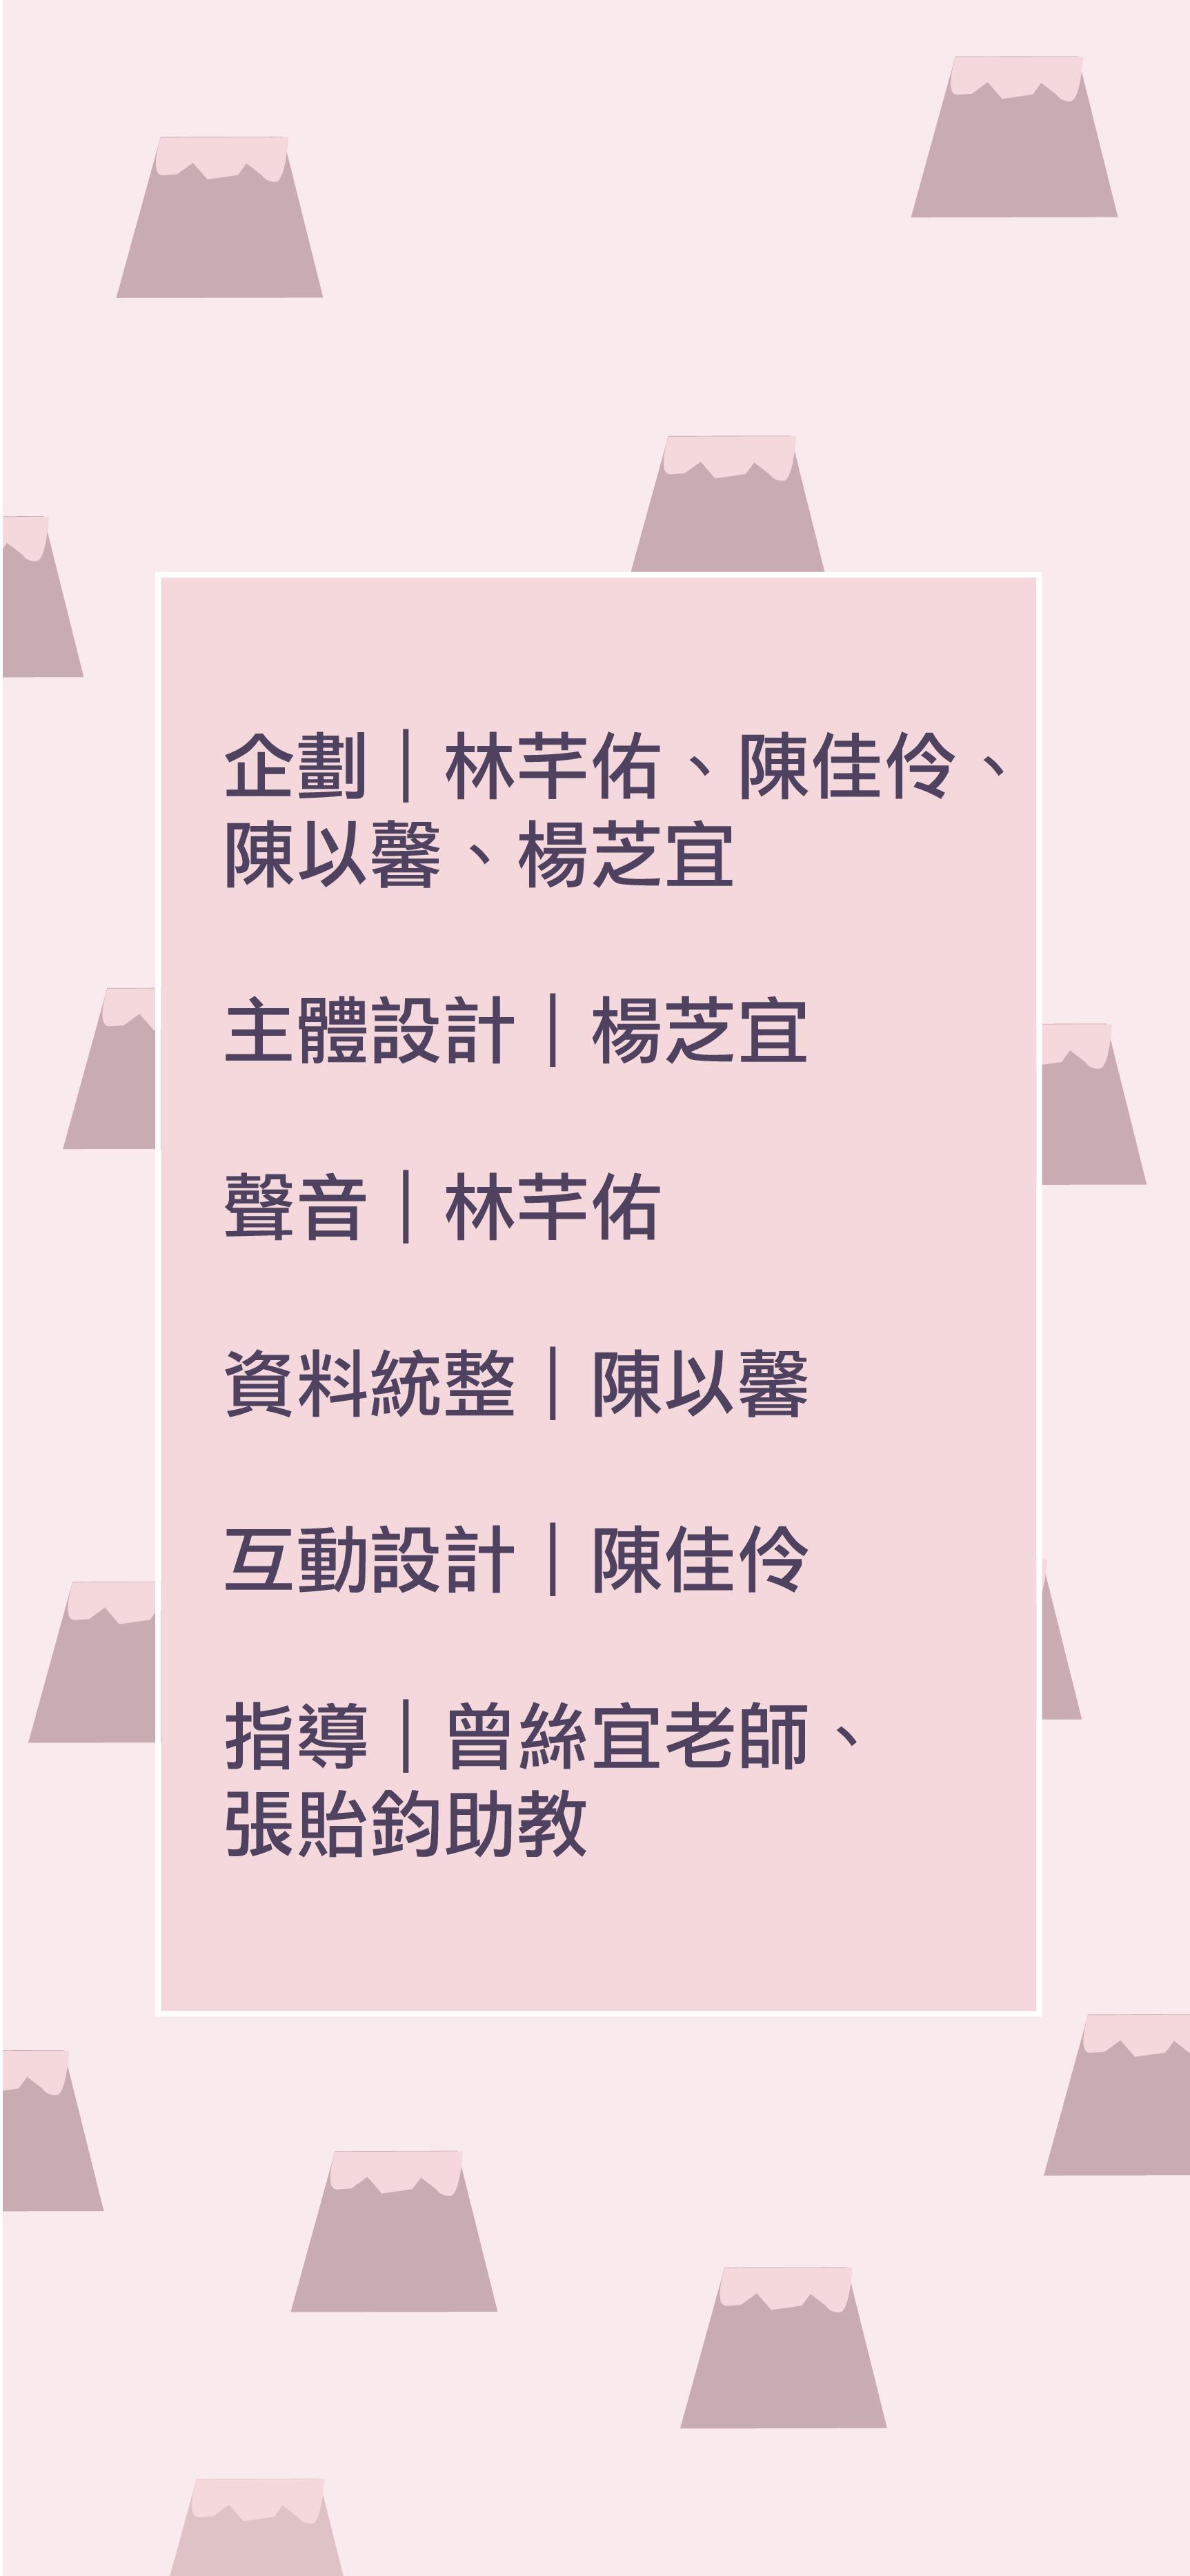 企劃｜林芊佑、陳佳伶、
陳以馨、楊芝宜
主體設計｜楊芝宜
聲音｜林芊佑
資料統整｜陳以馨
互動設計｜陳佳伶
指導｜曾絲宜老師、
張貽鈞助教